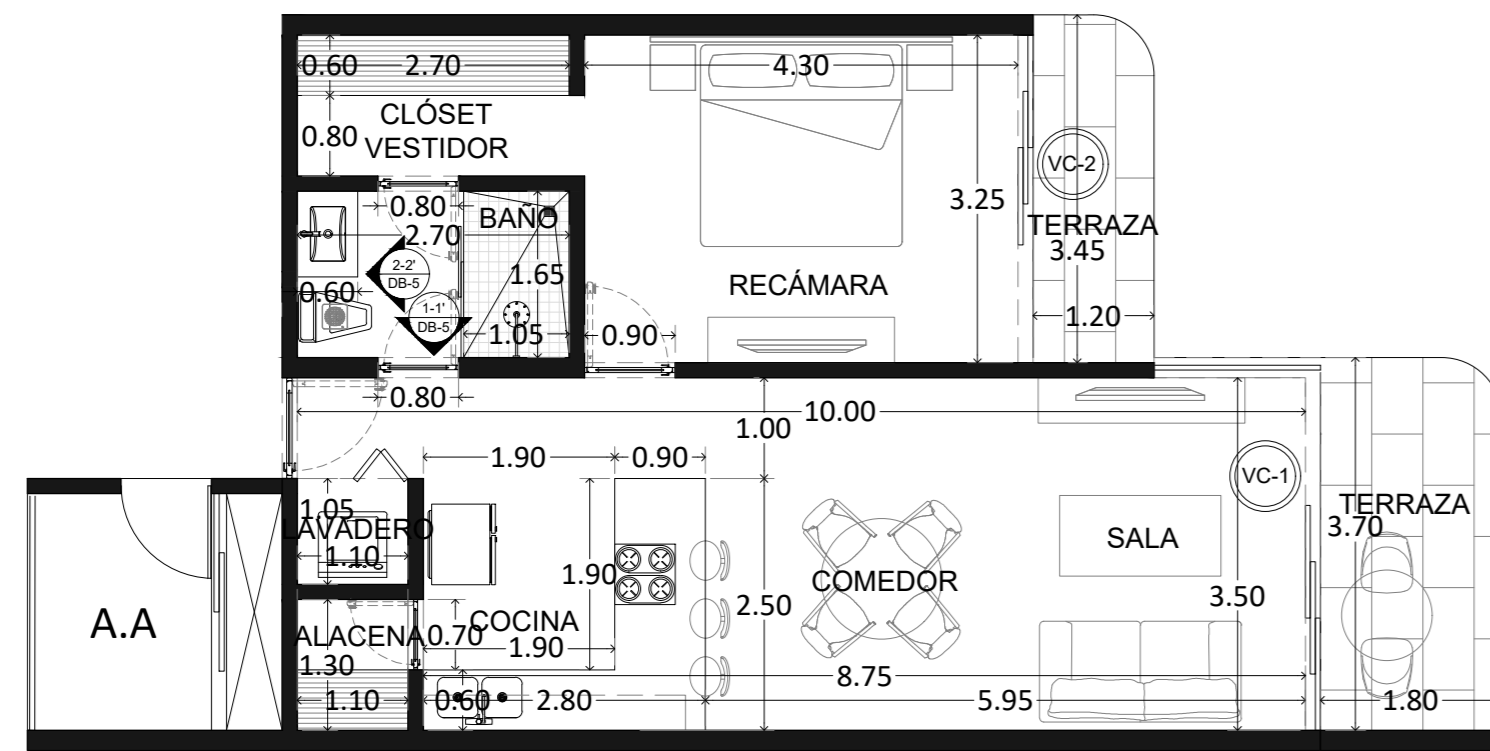 0.60
2.70
4.30
CLÓSET
VESTIDOR
0.80
VC-2
3.25
0.80
BAÑO
TERRAZA
2.70
3.45
2-2'
DB-5
1.65
0.60
RECÁMARA
1-1'
DB-5
1.05
0.90
1.20
0.80
10.00
1.00
1.90
0.90
VC-1
1.05
LAVADERO
1.10
TERRAZA
3.70
SALA
1.90
COMEDOR
2.50
3.50
A.A
ALACENA
0.70
COCINA
1.30
1.90
8.75
1.10
0.60
2.80
5.95
1.80